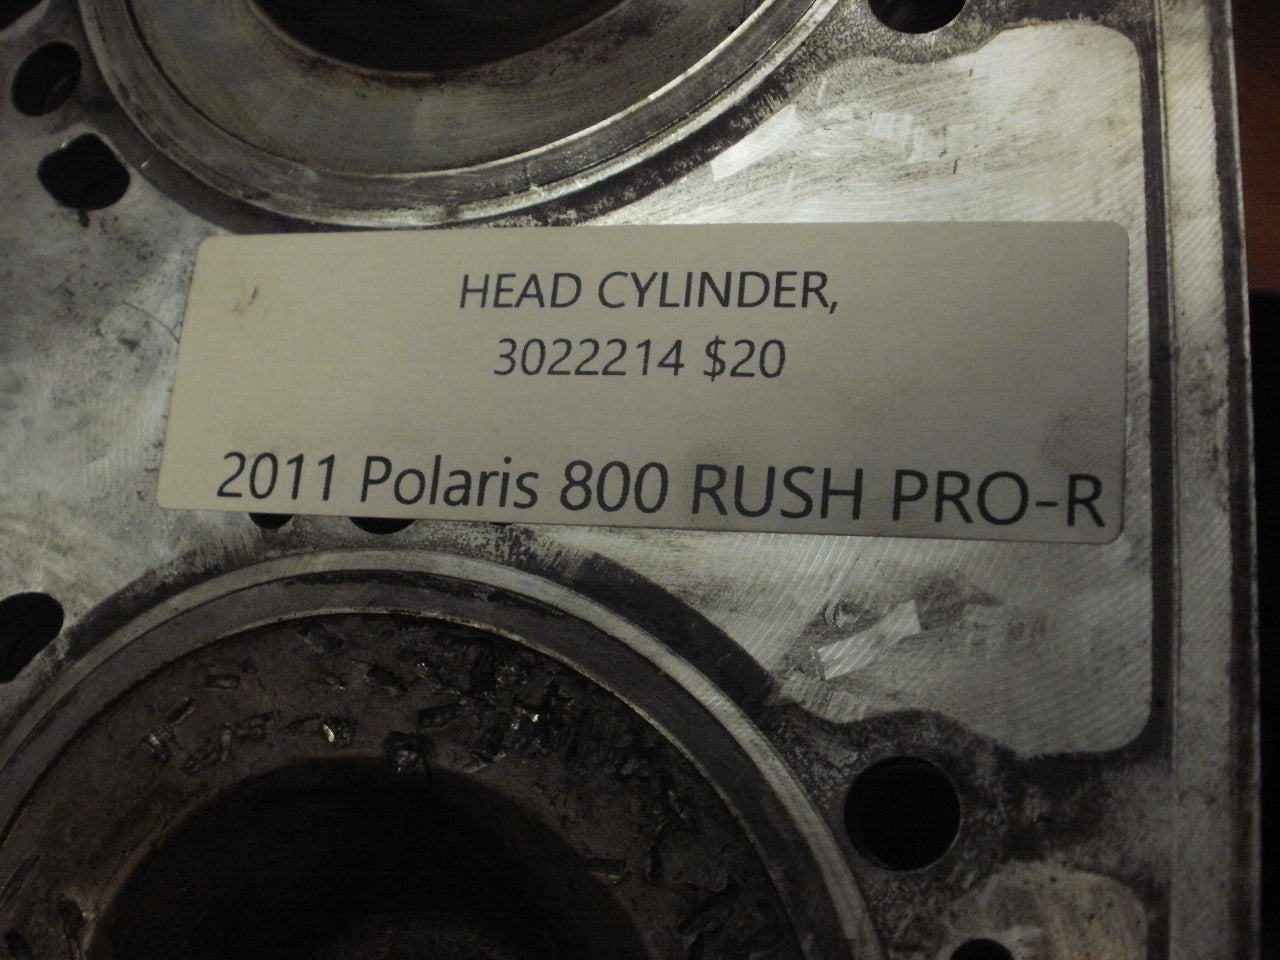 HEAD CYLINDER,
3022214 $20
2011 Polaris 800 RUSH PRO-R